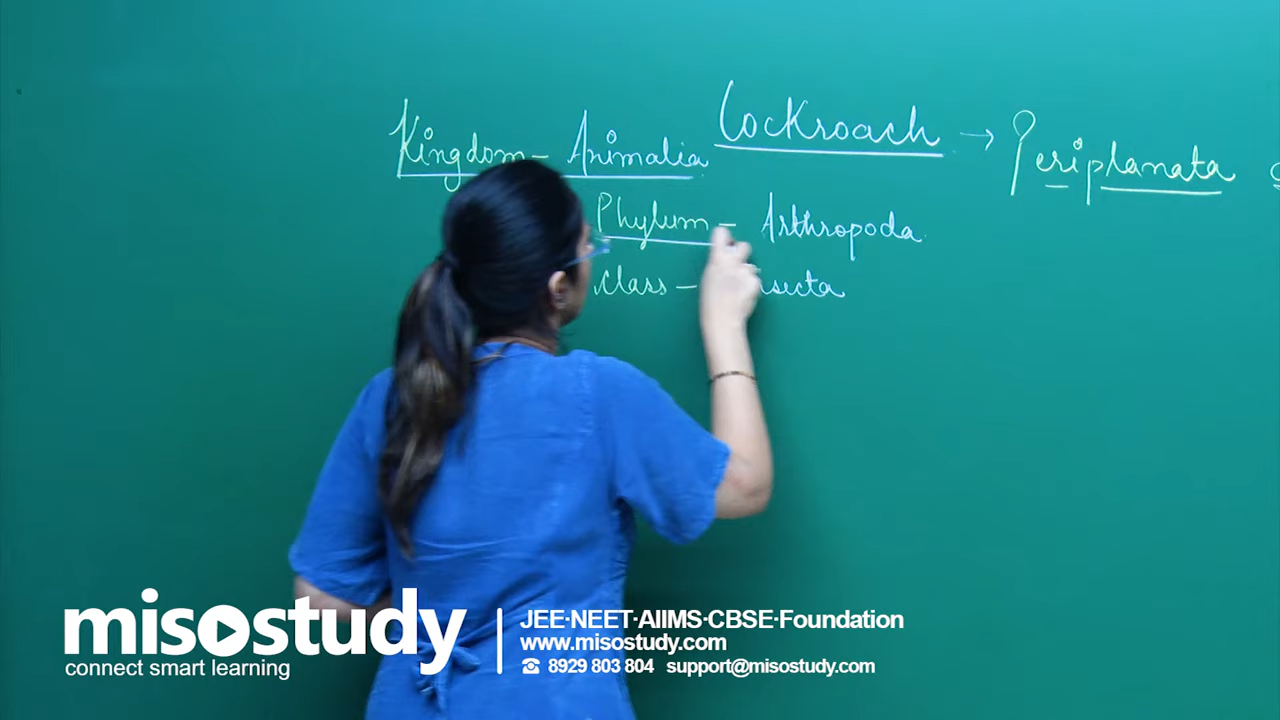 Cockroach → Periplanata
Kingdom - Animalia
Phylum - Arthropoda
Class -
misostudy
connect smart learning
JEE·NEET·AIIMS·CBSE·Foundation
www.misostudy.com
☎ 8929 803 804 support@misostudy.com